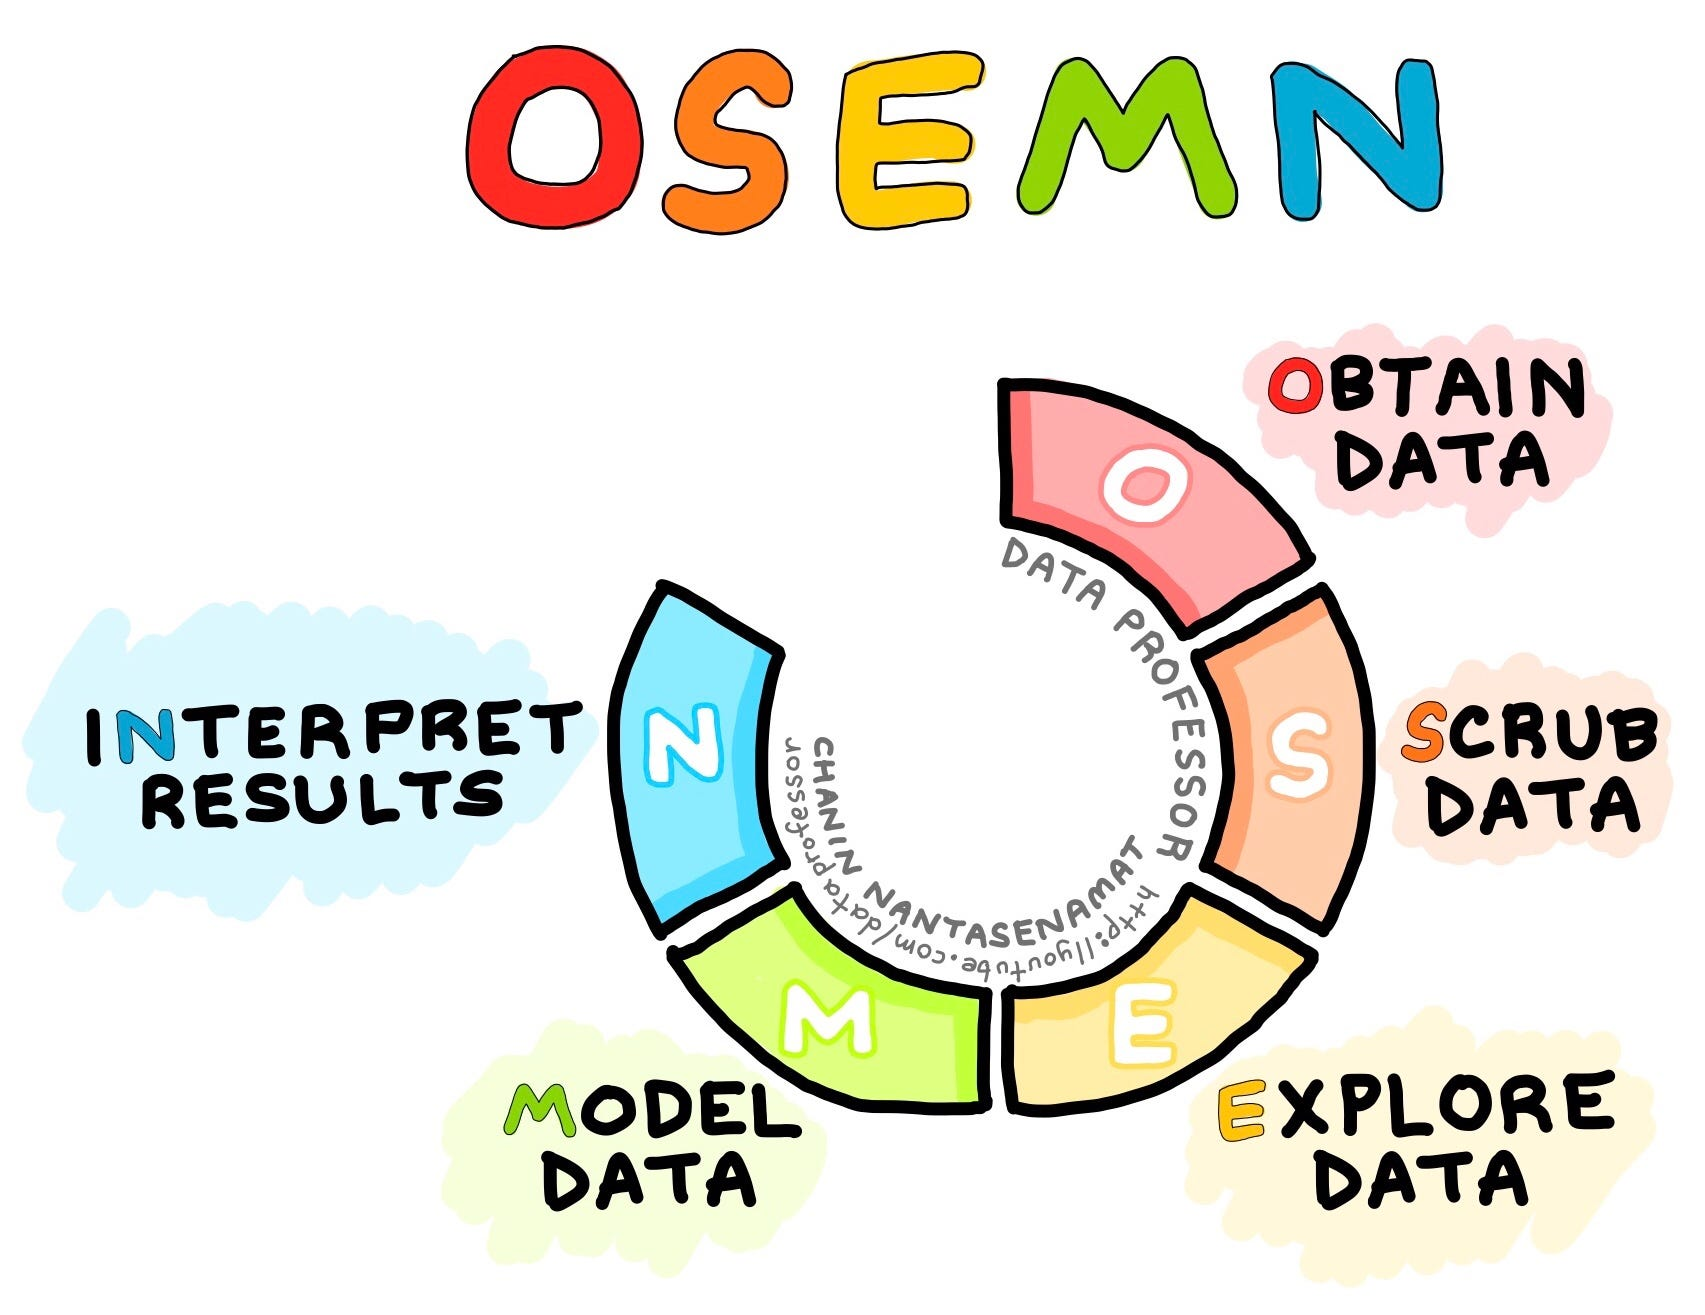 OSEMN
OBTAIN
DATA
O
DATA PROFESSOR
SCRUB
DATA
S
INTERPRET
RESULTS
N
CHANIN NANTASENAMAT
http://youtube.com/dataprofessor
M
E
MODEL
DATA
EXPLORE
DATA